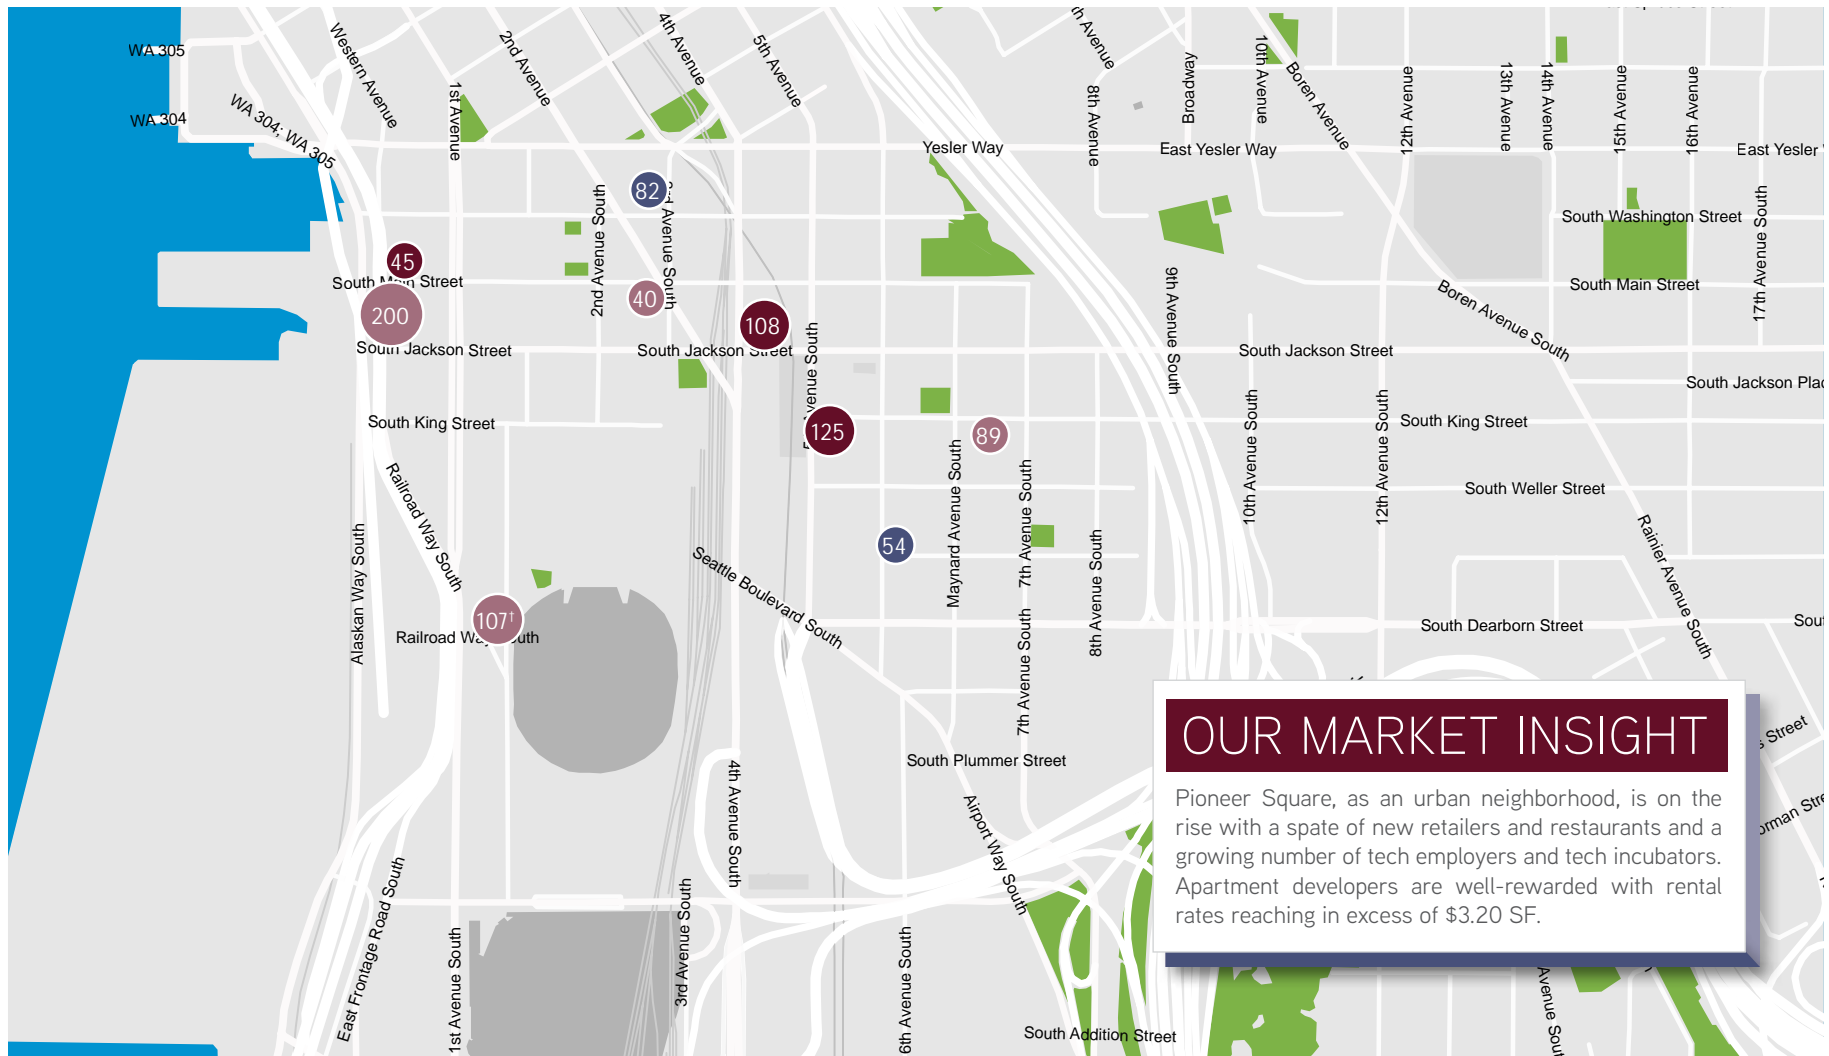 WA 305
WA 304
WA 304; WA 305
Western Avenue
1st Avenue
2nd Avenue
4th Avenue
5th Avenue
8th Avenue
Broadway
10th Avenue
Boren Avenue
12th Avenue
13th Avenue
14th Avenue
15th Avenue
16th Avenue
Yesler Way
East Yesler Way
East Yesler
82
2nd Avenue South
3rd Avenue South
South Washington Street
17th Avenue South
45
South Main Street
200
40
108
South Jackson Street
South Jackson Street
9th Avenue South
South Main Street
Boren Avenue South
South Jackson Street
South Jackson Plac
South King Street
125
89
10th Avenue South
12th Avenue South
South King Street
South Weller Street
Railroad Way South
Alaskan Way South
Seattle Boulevard South
54
Maynard Avenue South
7th Avenue South
8th Avenue South
Rainier Avenue South
107†
Railroad Way South
7th Avenue South
South Dearborn Street
Sout
South Plummer Street
4th Avenue South
Airport Way South
East Frontage Road South
1st Avenue South
3rd Avenue South
6th Avenue South
South Addition Street
OUR MARKET INSIGHT
Pioneer Square, as an urban neighborhood, is on the
rise with a spate of new retailers and restaurants and a
growing number of tech employers and tech incubators.
Apartment developers are well-rewarded with rental
rates reaching in excess of $3.20 SF.